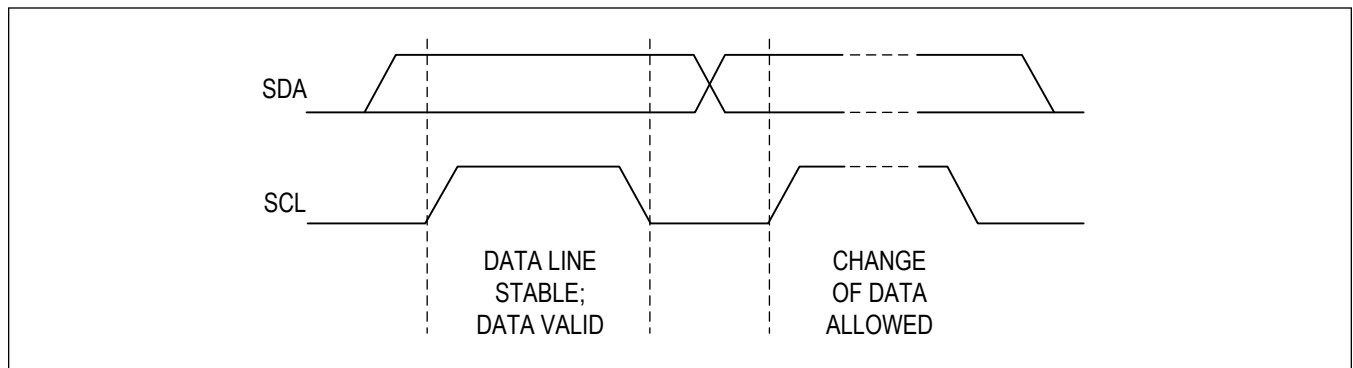 SDA
SCL
DATA LINE
STABLE;
DATA VALID
CHANGE
OF DATA
ALLOWED